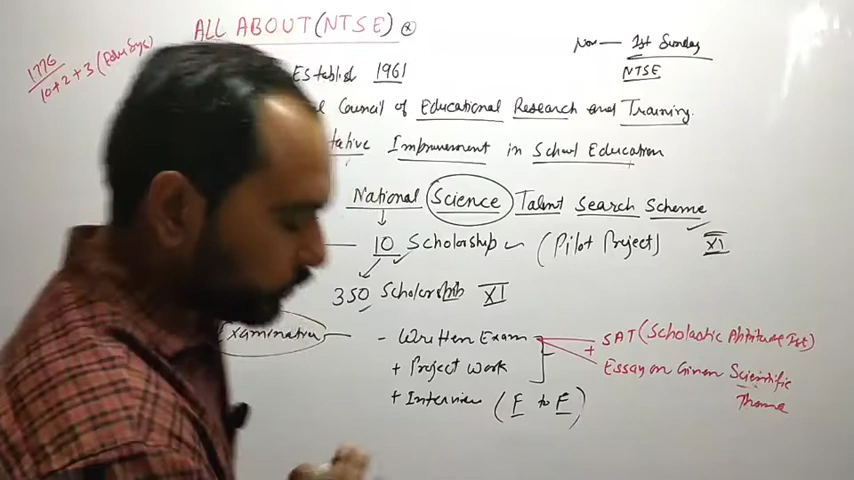 ALL ABOUT (NTSE)
Nov — 1st Sunday
NTSE
1776
10+2+3 (Edu Sys)
Establish 1961
Council of Educational Research and Training.
tative Improvement in School Education
National Science Talent Search Scheme
10 Scholarship (Pilot Project) XI
350 Scholarship XI
Examination - Written Exam
+ Project Work
+ Interview (F to F)
SAT (Scholastic Aptitude Test)
+
Essay on Given Scientific
Theme